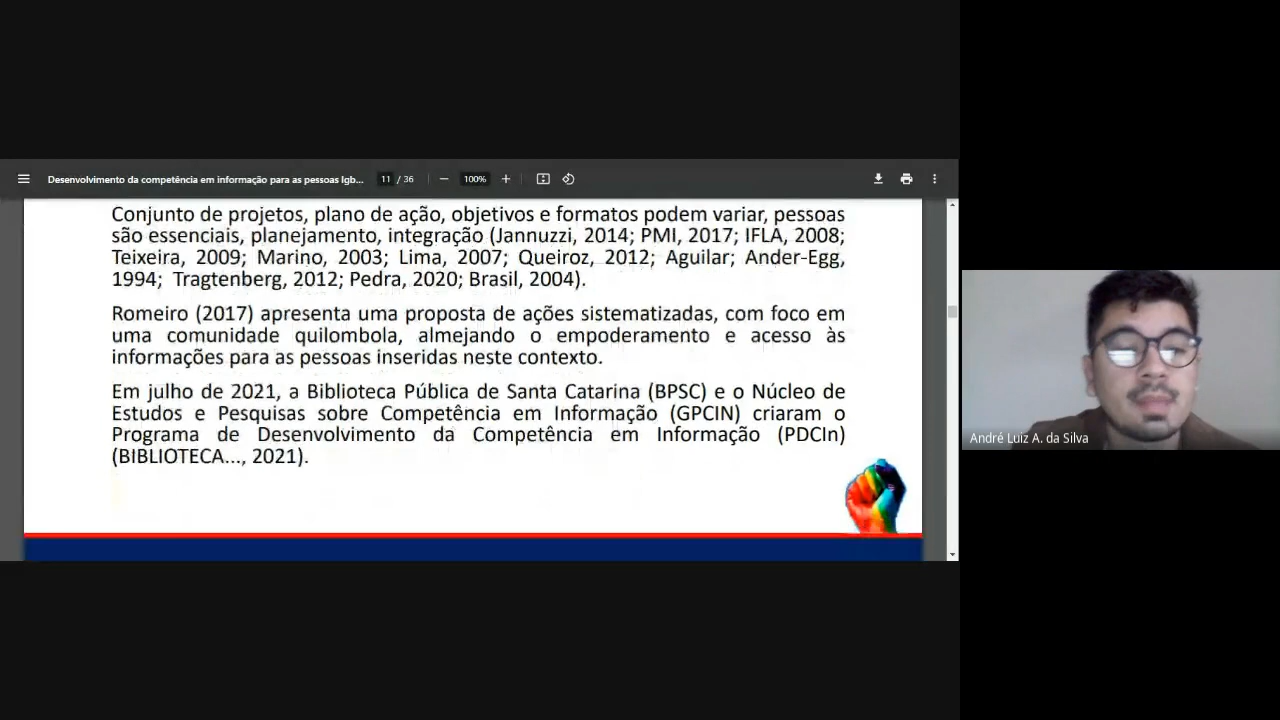 Desenvolvimento da competência em informação para as pessoas lgb...
11 / 36
100%
Conjunto de projetos, plano de ação, objetivos e formatos podem variar, pessoas
são essenciais, planejamento, integração (Jannuzzi, 2014; PMI, 2017; IFLA, 2008;
Teixeira, 2009; Marino, 2003; Lima, 2007; Queiroz, 2012; Aguilar; Ander-Egg,
1994; Tragtenberg, 2012; Pedra, 2020; Brasil, 2004).
Romeiro (2017) apresenta uma proposta de ações sistematizadas, com foco em
uma comunidade quilombola, almejando o empoderamento e acesso às
informações para as pessoas inseridas neste contexto.
Em julho de 2021, a Biblioteca Pública de Santa Catarina (BPSC) e o Núcleo de
Estudos e Pesquisas sobre Competência em Informação (GPCIN) criaram o
Programa de Desenvolvimento da Competência em Informação (PDCIn)
(BIBLIOTECA..., 2021).
André Luiz A. da Silva